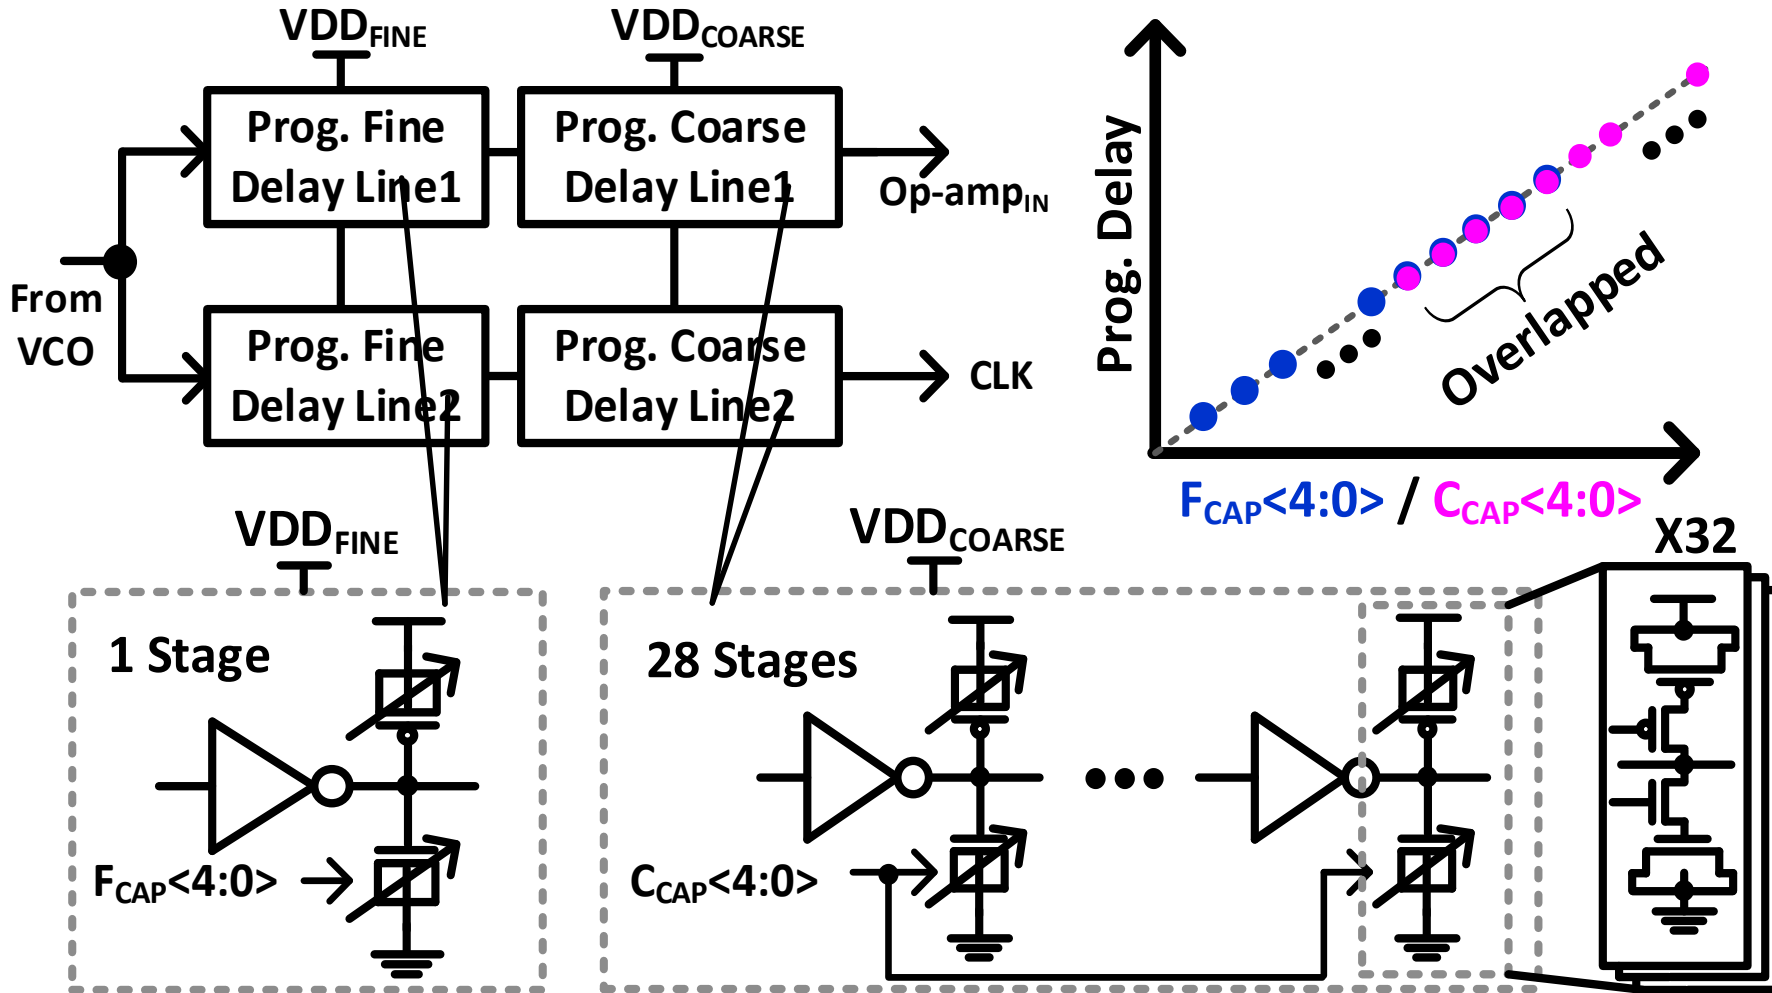 VDDFINE
VDDCOARSE
Prog. Fine
Delay Line1
Prog. Coarse
Delay Line1
Op-ampIN
From
VCO
Prog. Fine
Delay Line2
Prog. Coarse
Delay Line2
CLK
Prog. Delay
Overlapped
FCAP<4:0> / CCAP<4:0>
VDDFINE
1 Stage
FCAP<4:0>
VDDCOARSE
28 Stages
CCAP<4:0>
X32